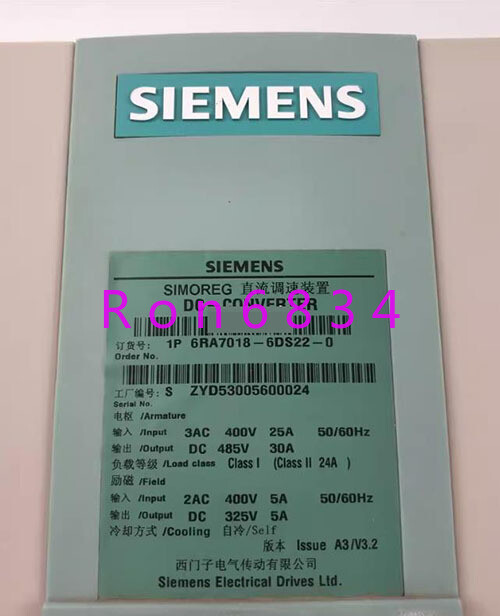 SIEMENS
SIEMENS
SIMOREG 直流调速装置
DC - CONVERTER
Ron6834
订货号: 1P 6RA7018-6DS22-0
Order No.
工厂编号: S ZYD53005600024
Serial No.
电枢 /Armature
输入 /Input 3AC 400V 25A 50/60Hz
输出 /Output DC 485V 30A
负载等级 /Load class Class I (Class II 24A )
励磁 /Field
输入 /Input 2AC 400V 5A 50/60Hz
输出 /Output DC 325V 5A
冷却方式 /Cooling 自冷/Self
版本 Issue A3/V3.2
西门子电气传动有限公司
Siemens Electrical Drives Ltd.